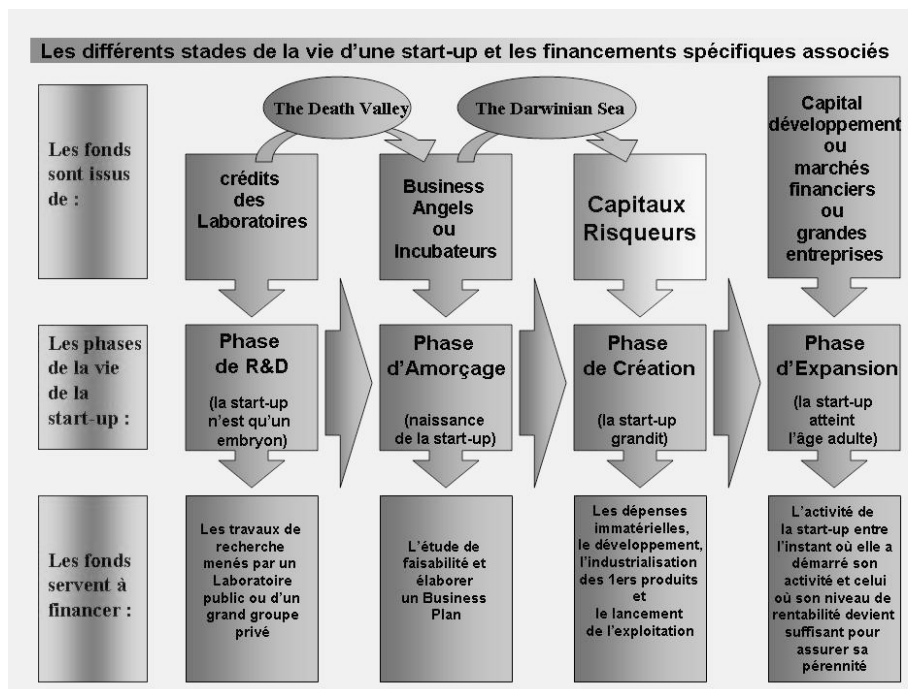 Les différents stades de la vie d'une start-up et les financements spécifiques associés
The Death Valley
The Darwinian Sea
Les fonds
sont issus
de :
crédits
des
Laboratoires
Business
Angels
ou
Incubateurs
Capitaux
Risqueurs
Capital
développement
ou
marchés
financiers
ou
grandes
entreprises
Les phases
de la vie
de la
start-up :
Phase
de R&D
(la start-up
n'est qu'un
embryon)
Phase
d'Amorçage
(naissance
de la start-up)
Phase
de Création
(la start-up
grandit)
Phase
d'Expansion
(la start-up
atteint
l'âge adulte)
Les fonds
servent à
financer :
Les travaux de
recherche
menés par un
Laboratoire
public ou d'un
grand groupe
privé
L'étude de
faisabilité et
élaborer
un Business
Plan
Les dépenses
immatérielles,
le développement,
l'industrialisation
des 1ers produits
et
le lancement
de l'exploitation
L'activité de
la start-up entre
l'instant où elle a
démarré son
activité et celui
où son niveau de
rentabilité devient
suffisant pour
assurer sa
pérennité